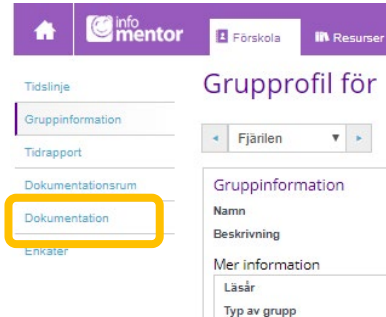 info
mentor
Förskola
Resurser
Tidslinje
Gruppinformation
Tidrapport
Dokumentationsrum
Dokumentation
Enkäter
Grupprofil för
Fjärilen
Gruppinformation
Namn
Beskrivning
Mer information
Läsår
Typ av grupp